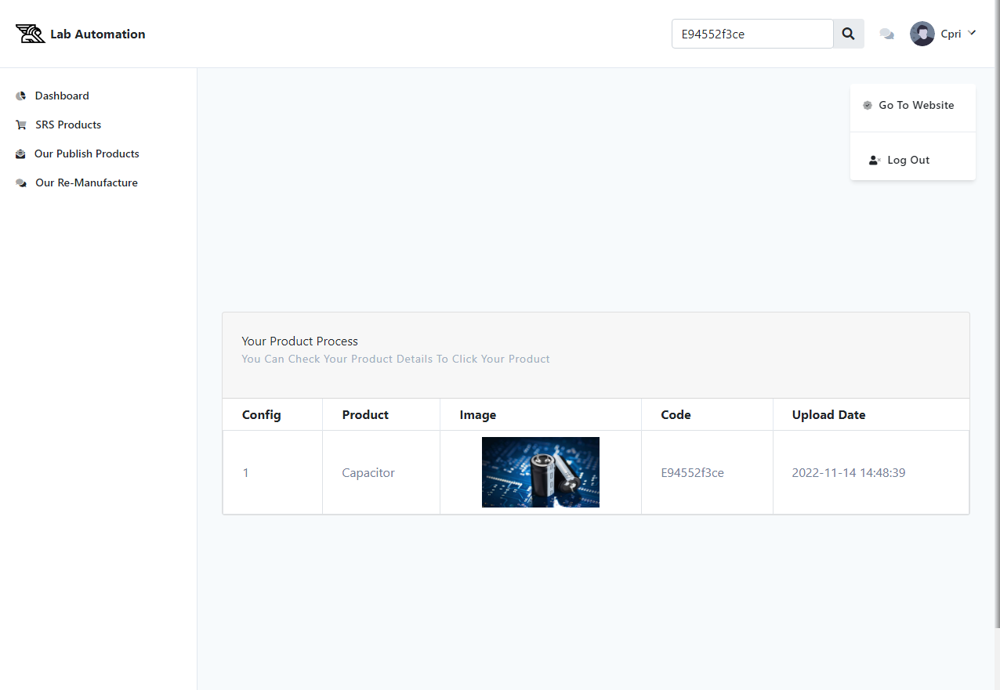 Lab Automation
E94552f3ce
Cpri
Dashboard
SRS Products
Our Publish Products
Our Re-Manufacture
Go To Website
Log Out
Your Product Process
You Can Check Your Product Details To Click Your Product
Config Product Image Code Upload Date
1 Capacitor E94552f3ce 2022-11-14 14:48:39